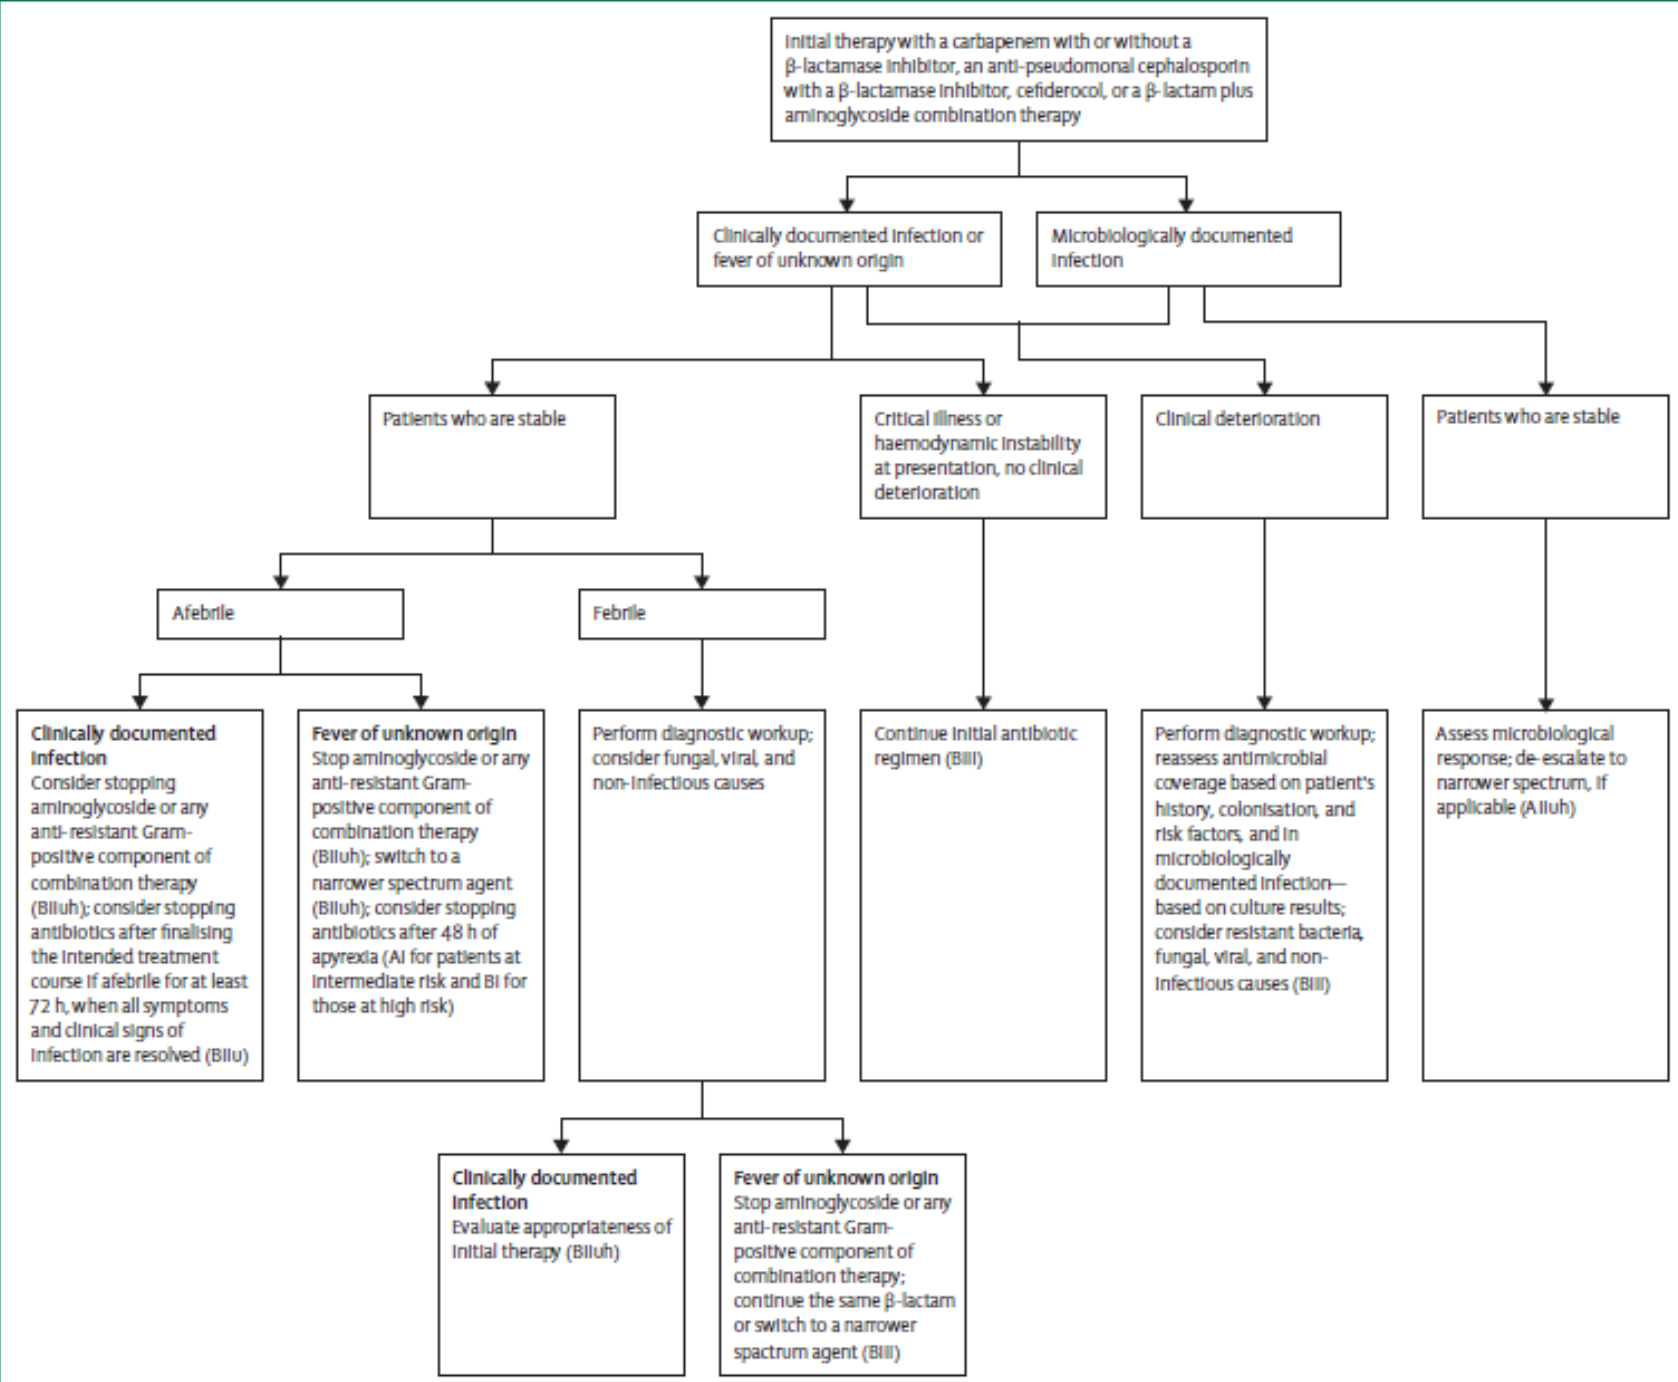 Initial therapy with a carbapenem with or without a
β-lactamase inhibitor, an anti-pseudomonal cephalosporin
with a β-lactamase inhibitor, cefiderocol, or a β-lactam plus
aminoglycoside combination therapy
Clinically documented infection or
fever of unknown origin
Microbiologically documented
infection
Patients who are stable
Critical illness or
haemodynamic instability
at presentation, no clinical
deterioration
Clinical deterioration
Patients who are stable
Afebrile
Febrile
Clinically documented
infection
Consider stopping
aminoglycoside or any
anti-resistant Gram-
positive component of
combination therapy
(BIIuh); consider stopping
antibiotics after finalising
the intended treatment
course if afebrile for at least
72 h, when all symptoms
and clinical signs of
infection are resolved (BIIu)
Fever of unknown origin
Stop aminoglycoside or any
anti-resistant Gram-
positive component of
combination therapy
(BIIuh); switch to a
narrower spectrum agent
(BIIuh); consider stopping
antibiotics after 48 h of
apyrexia (AI for patients at
intermediate risk and BI for
those at high risk)
Perform diagnostic workup;
consider fungal, viral, and
non-infectious causes
Continue initial antibiotic
regimen (BIII)
Perform diagnostic workup;
reassess antimicrobial
coverage based on patient's
history, colonisation, and
risk factors, and in
microbiologically
documented infection—
based on culture results;
consider resistant bacteria,
fungal, viral, and non-
infectious causes (BIII)
Assess microbiological
response; de-escalate to
narrower spectrum, if
applicable (AIIuh)
Clinically documented
infection
Evaluate appropriateness of
initial therapy (BIIuh)
Fever of unknown origin
Stop aminoglycoside or any
anti-resistant Gram-
positive component of
combination therapy;
continue the same β-lactam
or switch to a narrower
spactrum agent (BIII)